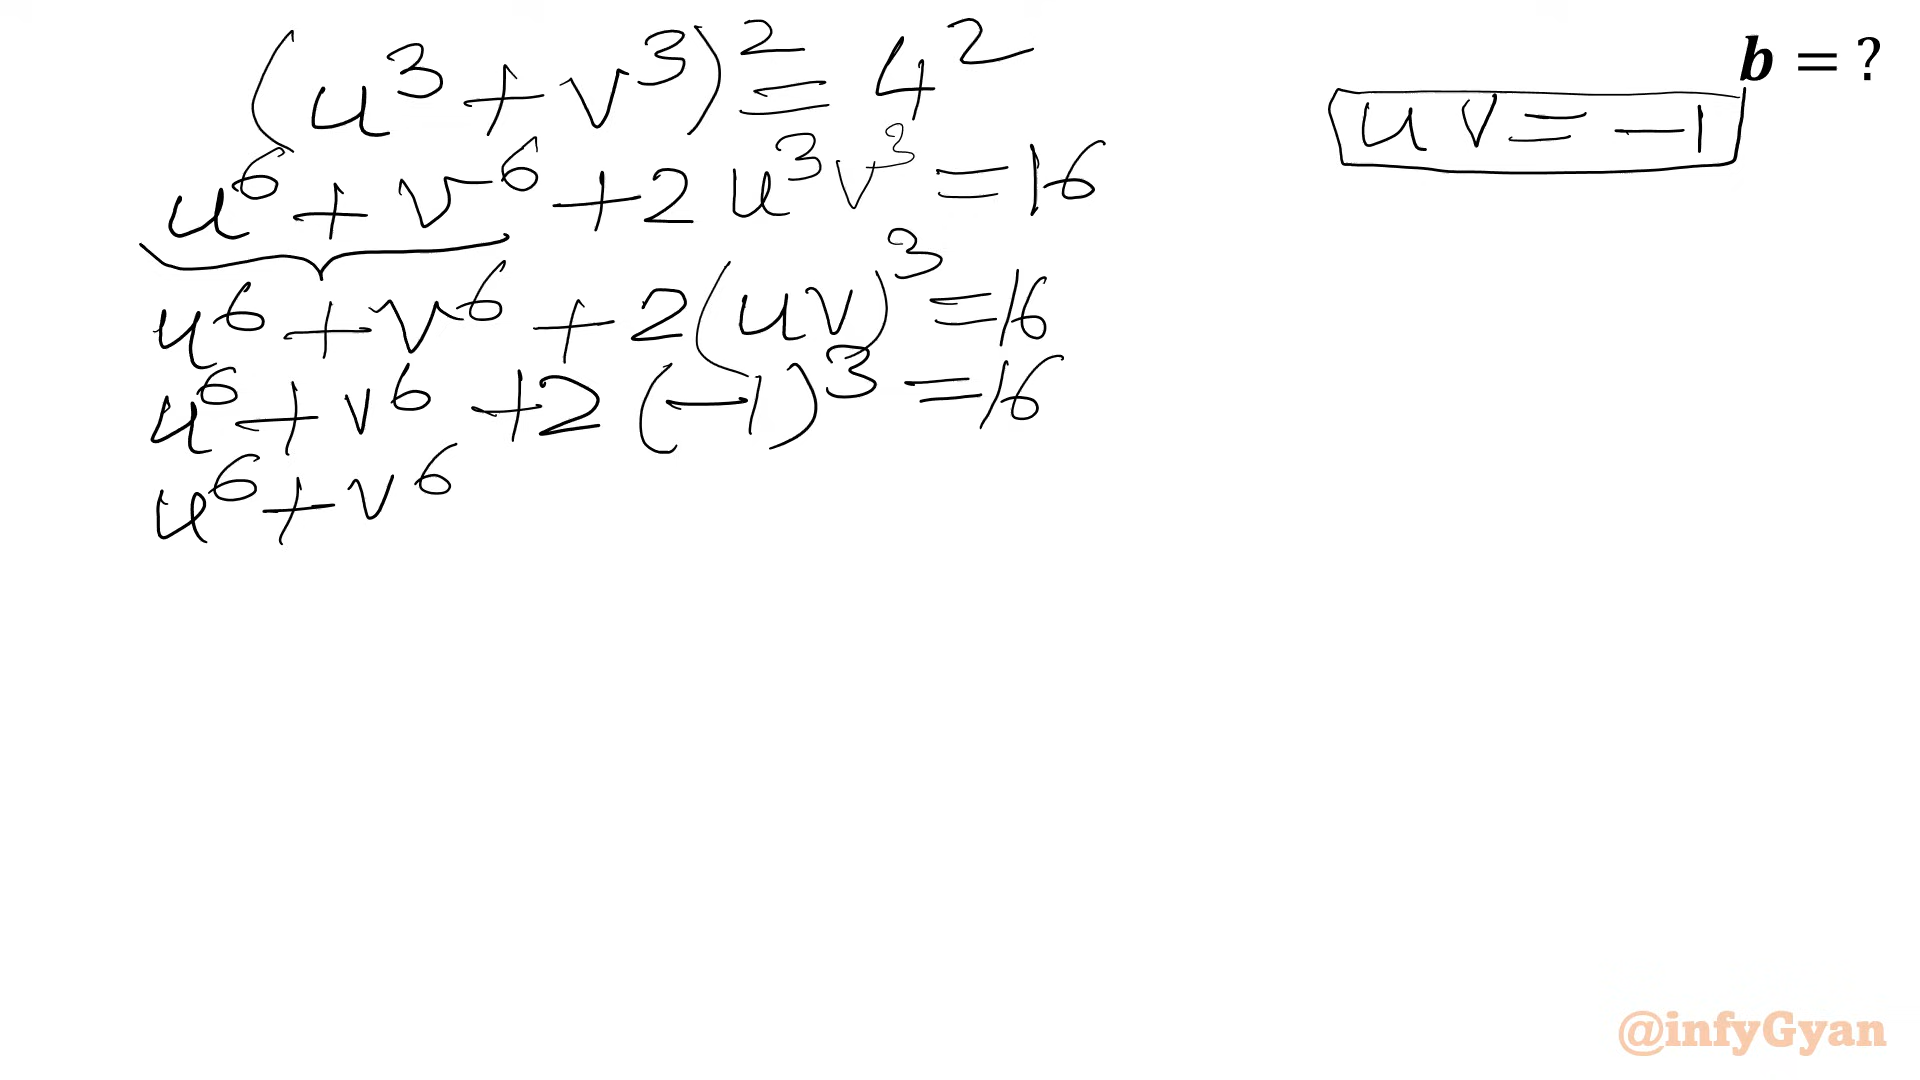 (u³ + v³)² = 4²
b = ?
uv = -1
u⁶ + v⁶ + 2u³v³ = 16
u⁶ + v⁶ + 2(uv)³ = 16
u⁶ + v⁶ + 2(-1)³ = 16
u⁶ + v⁶
@infyGyan